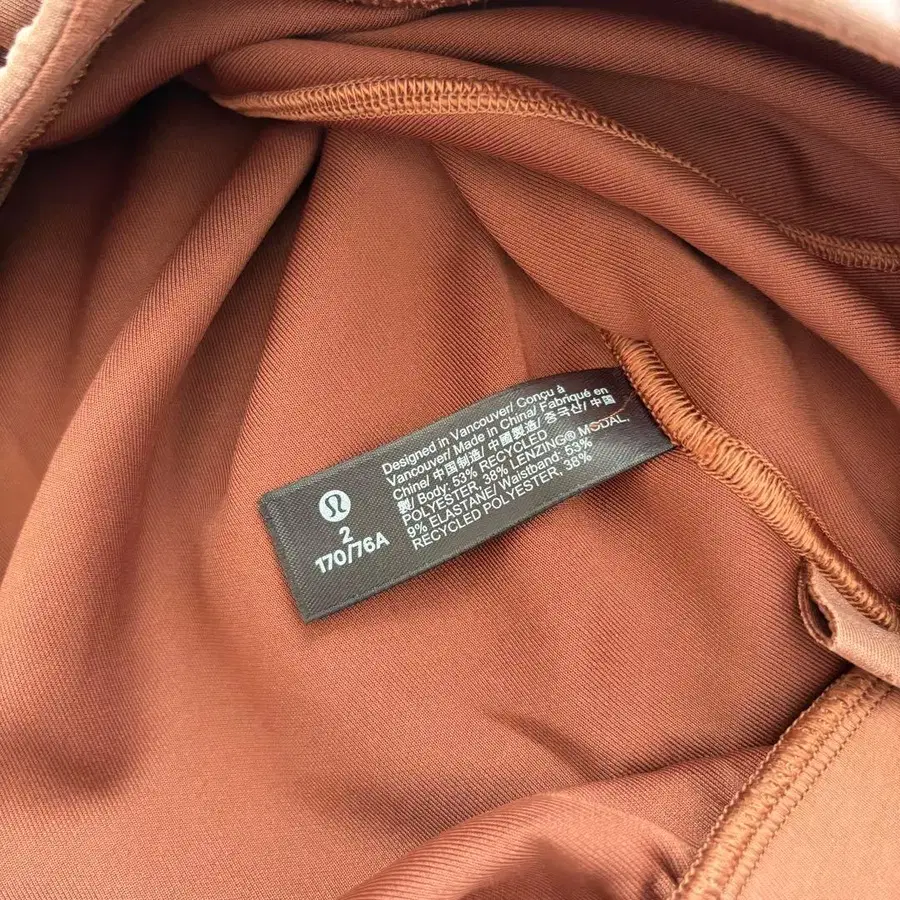 2
170/76A
Designed in Vancouver/ Conçu à
Vancouver/ Made in China/ Fabriqué en
China/ 中国制造/ 中國製造/ 중국산/ 中国
製/ Body: 53% RECYCLED
POLYESTER, 38% LENZING® MODAL,
9% ELASTANE/ Waistband: 53%
RECYCLED POLYESTER, 38%